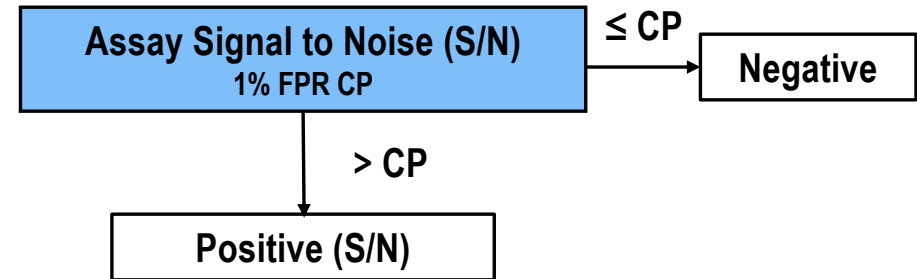 Assay Signal to Noise (S/N)
1% FPR CP
≤ CP
Negative
> CP
Positive (S/N)